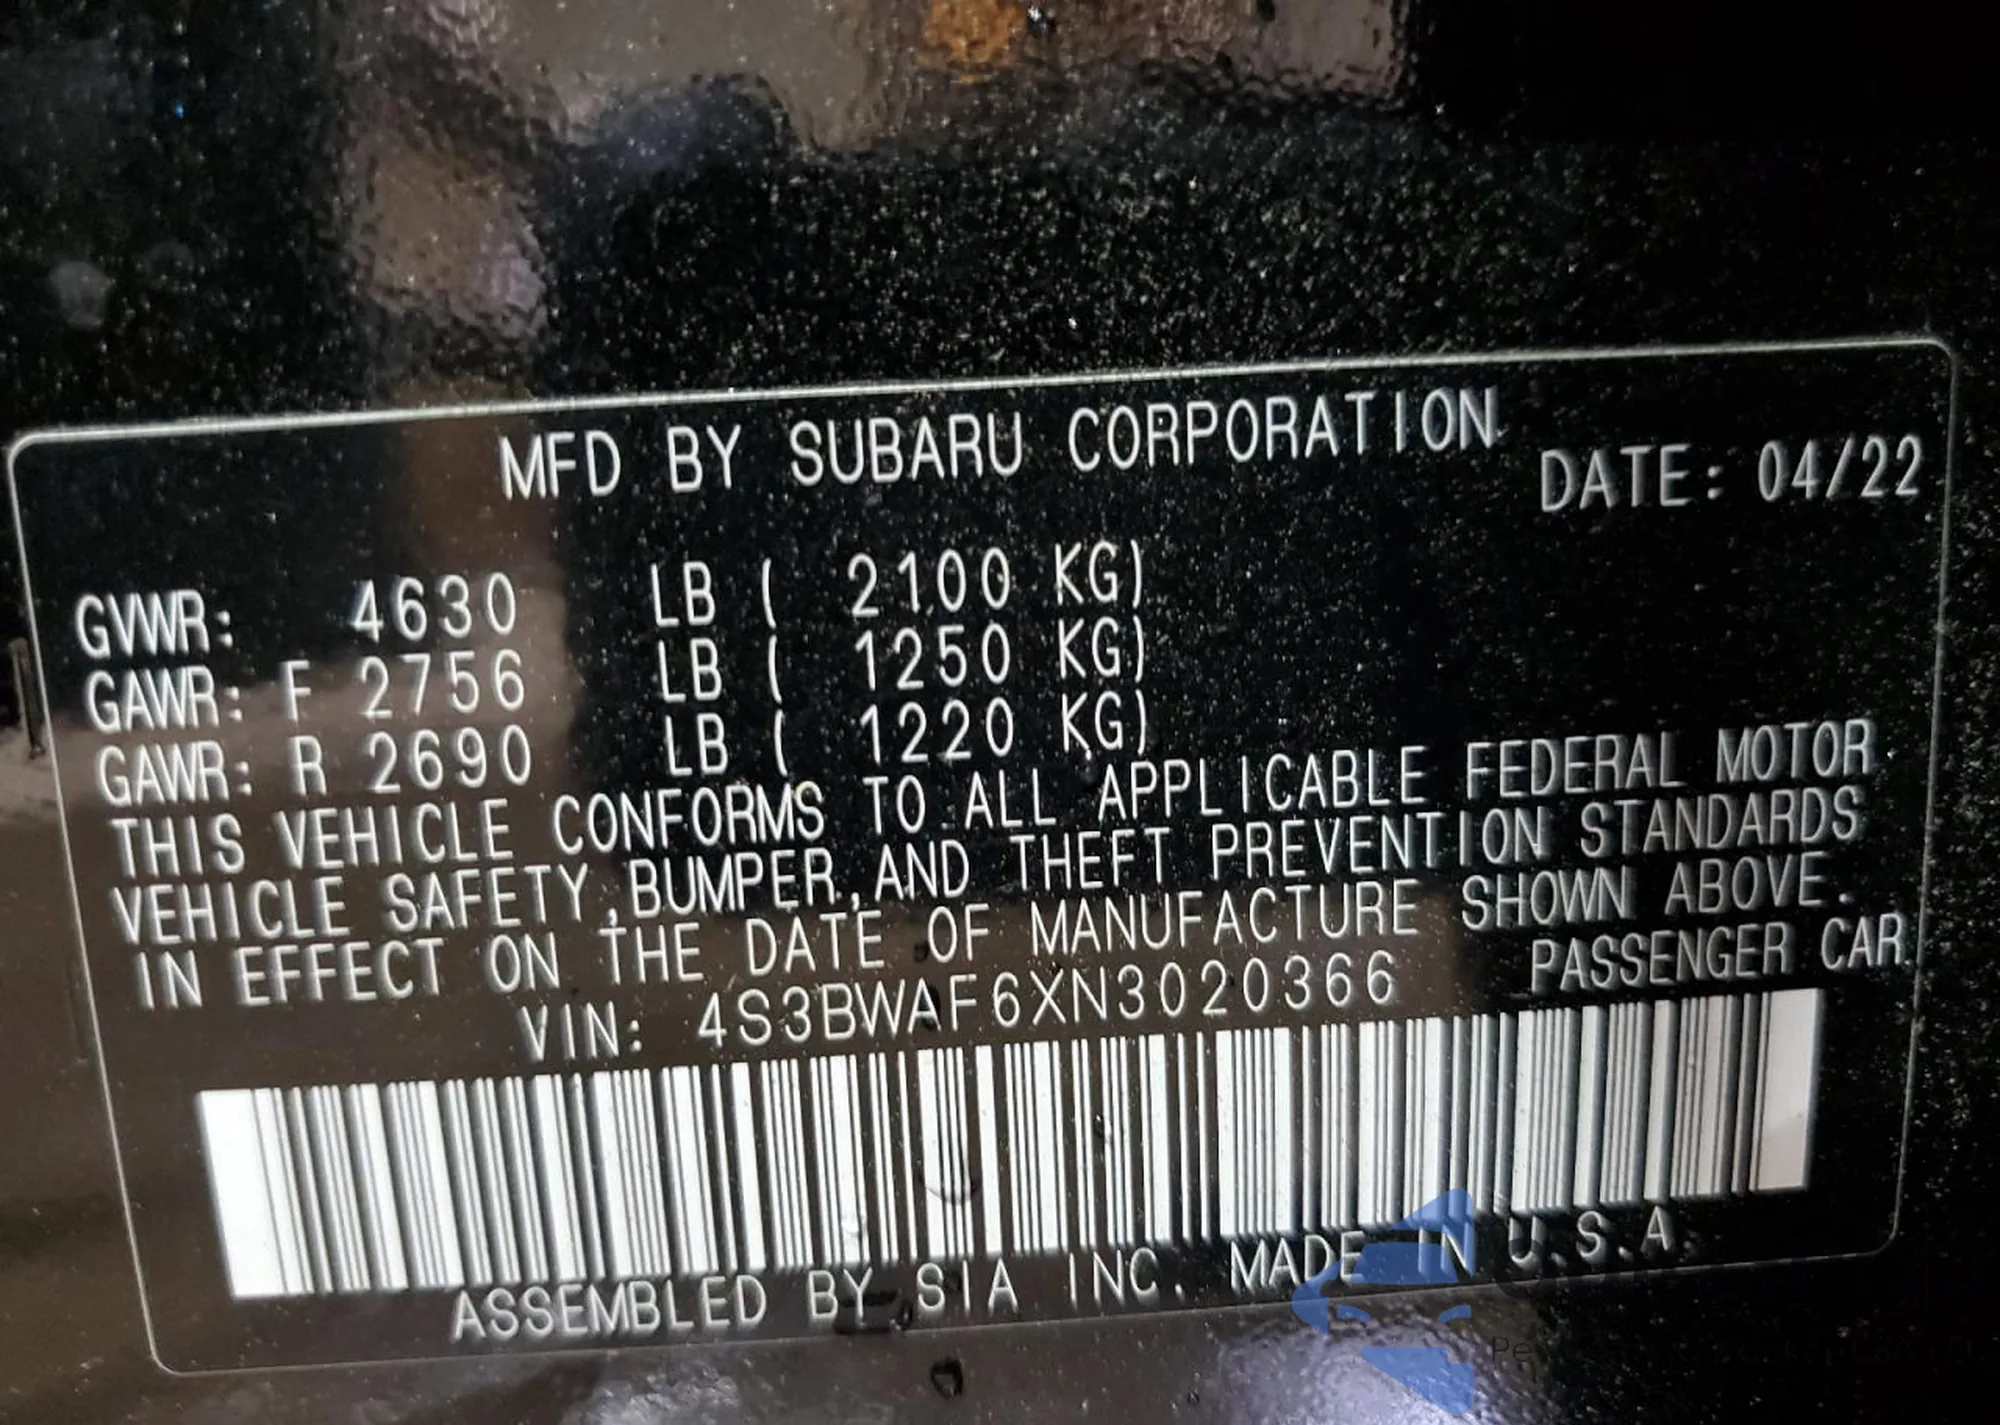 MFD BY SUBARU CORPORATION
DATE: 04/22
GVWR: 4630 LB ( 2100 KG)
GAWR: F 2756 LB ( 1250 KG)
GAWR: R 2690 LB ( 1220 KG)
THIS VEHICLE CONFORMS TO ALL APPLICABLE FEDERAL MOTOR
VEHICLE SAFETY,BUMPER,AND THEFT PREVENTION STANDARDS
IN EFFECT ON THE DATE OF MANUFACTURE SHOWN ABOVE.
VIN: 4S3BWAF6XN3020366
PASSENGER CAR
ASSEMBLED BY SIA INC. MADE IN U.S.A.